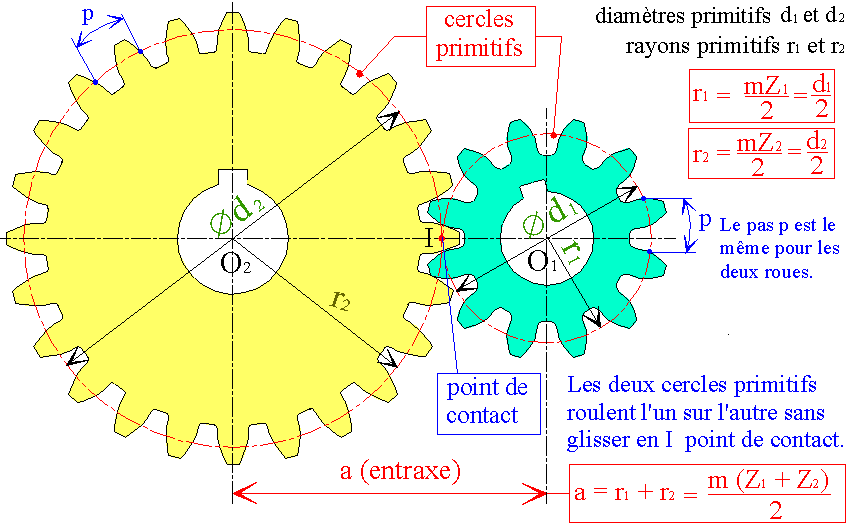 p
cercles
primitifs
diamètres primitifs d1 et d2
rayons primitifs r1 et r2
r1 = mZ1/2 = d1/2
r2 = mZ2/2 = d2/2
Ø d2
O2
r2
I
Ø d1
O1
r1
p
Le pas p est le
même pour les
deux roues.
point de
contact
Les deux cercles primitifs
roulent l'un sur l'autre sans
glisser en I point de contact.
a (entraxe)
a = r1 + r2 = m (Z1 + Z2)/2